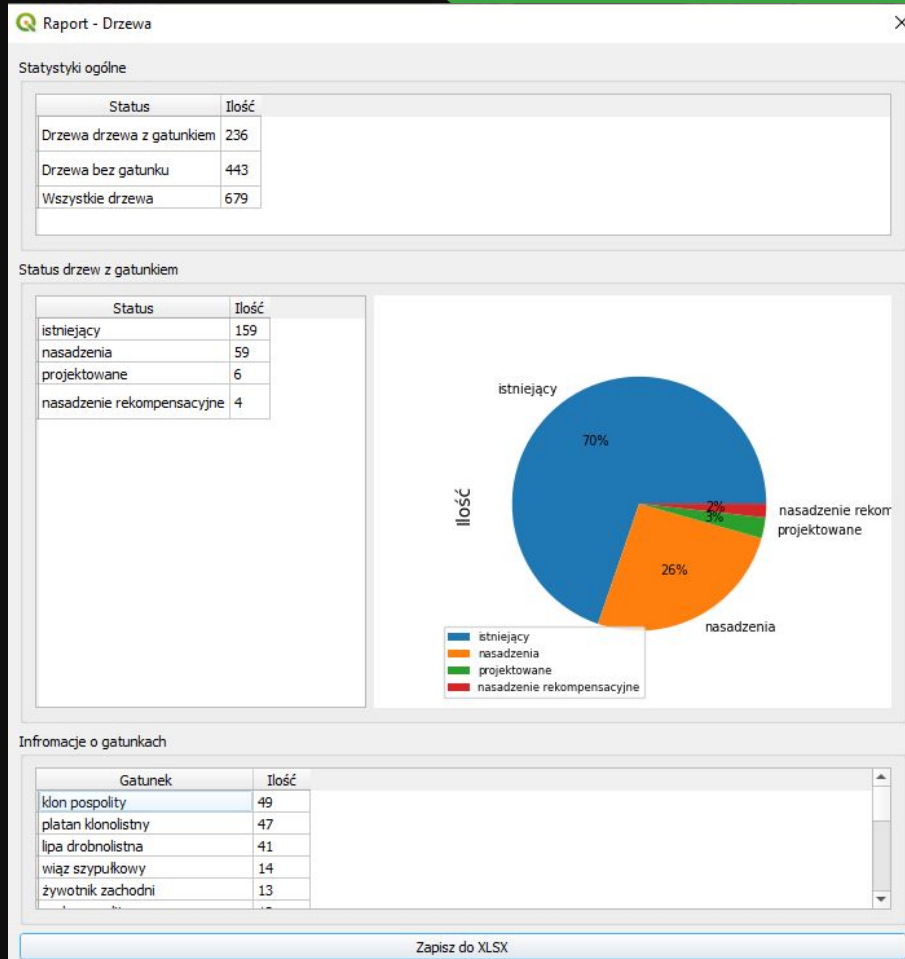 Raport - Drzewa
Statystyki ogólne
Status Ilość
Drzewa drzewa z gatunkiem 236
Drzewa bez gatunku 443
Wszystkie drzewa 679
Status drzew z gatunkiem
Status Ilość
istniejący 159
nasadzenia 59
projektowane 6
nasadzenie rekompensacyjne 4
istniejący
70%
Ilość
2%
nasadzenie rekom
3%
projektowane
26%
nasadzenia
istniejący
nasadzenia
projektowane
nasadzenie rekompensacyjne
Infromacje o gatunkach
Gatunek Ilość
klon pospolity 49
platan klonolistny 47
lipa drobnolistna 41
wiąz szypułkowy 14
żywotnik zachodni 13
Zapisz do XLSX